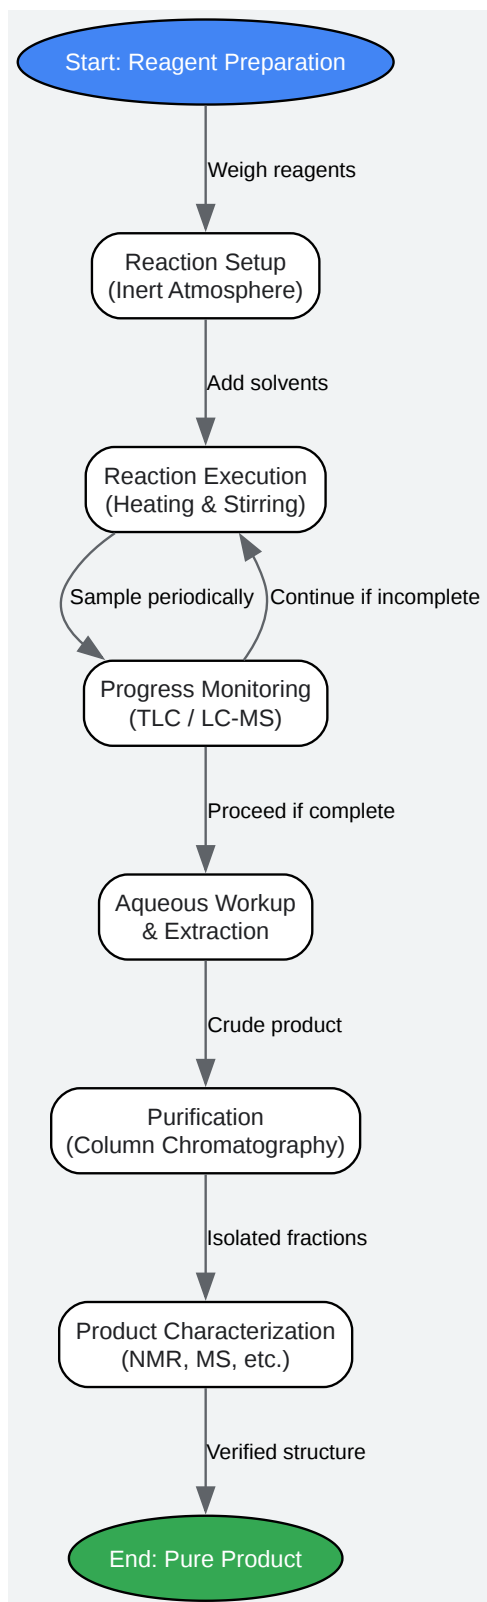 Start: Reagent Preparation
Weigh reagents
Reaction Setup
(Inert Atmosphere)
Add solvents
Reaction Execution
(Heating & Stirring)
Sample periodically
Continue if incomplete
Progress Monitoring
(TLC / LC-MS)
Proceed if complete
Aqueous Workup
& Extraction
Crude product
Purification
(Column Chromatography)
Isolated fractions
Product Characterization
(NMR, MS, etc.)
Verified structure
End: Pure Product